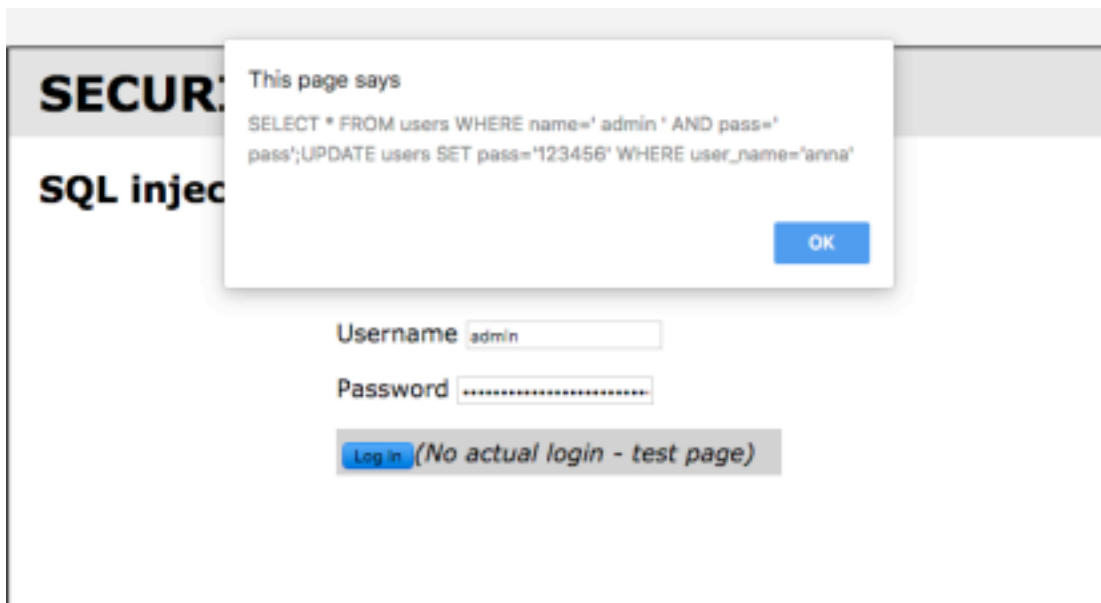 SECURI
This page says
SELECT * FROM users WHERE name=' admin ' AND pass='
pass';UPDATE users SET pass='123456' WHERE user_name='anna'
SQL injec
OK
Username admin
Password ························
Log In (No actual login - test page)